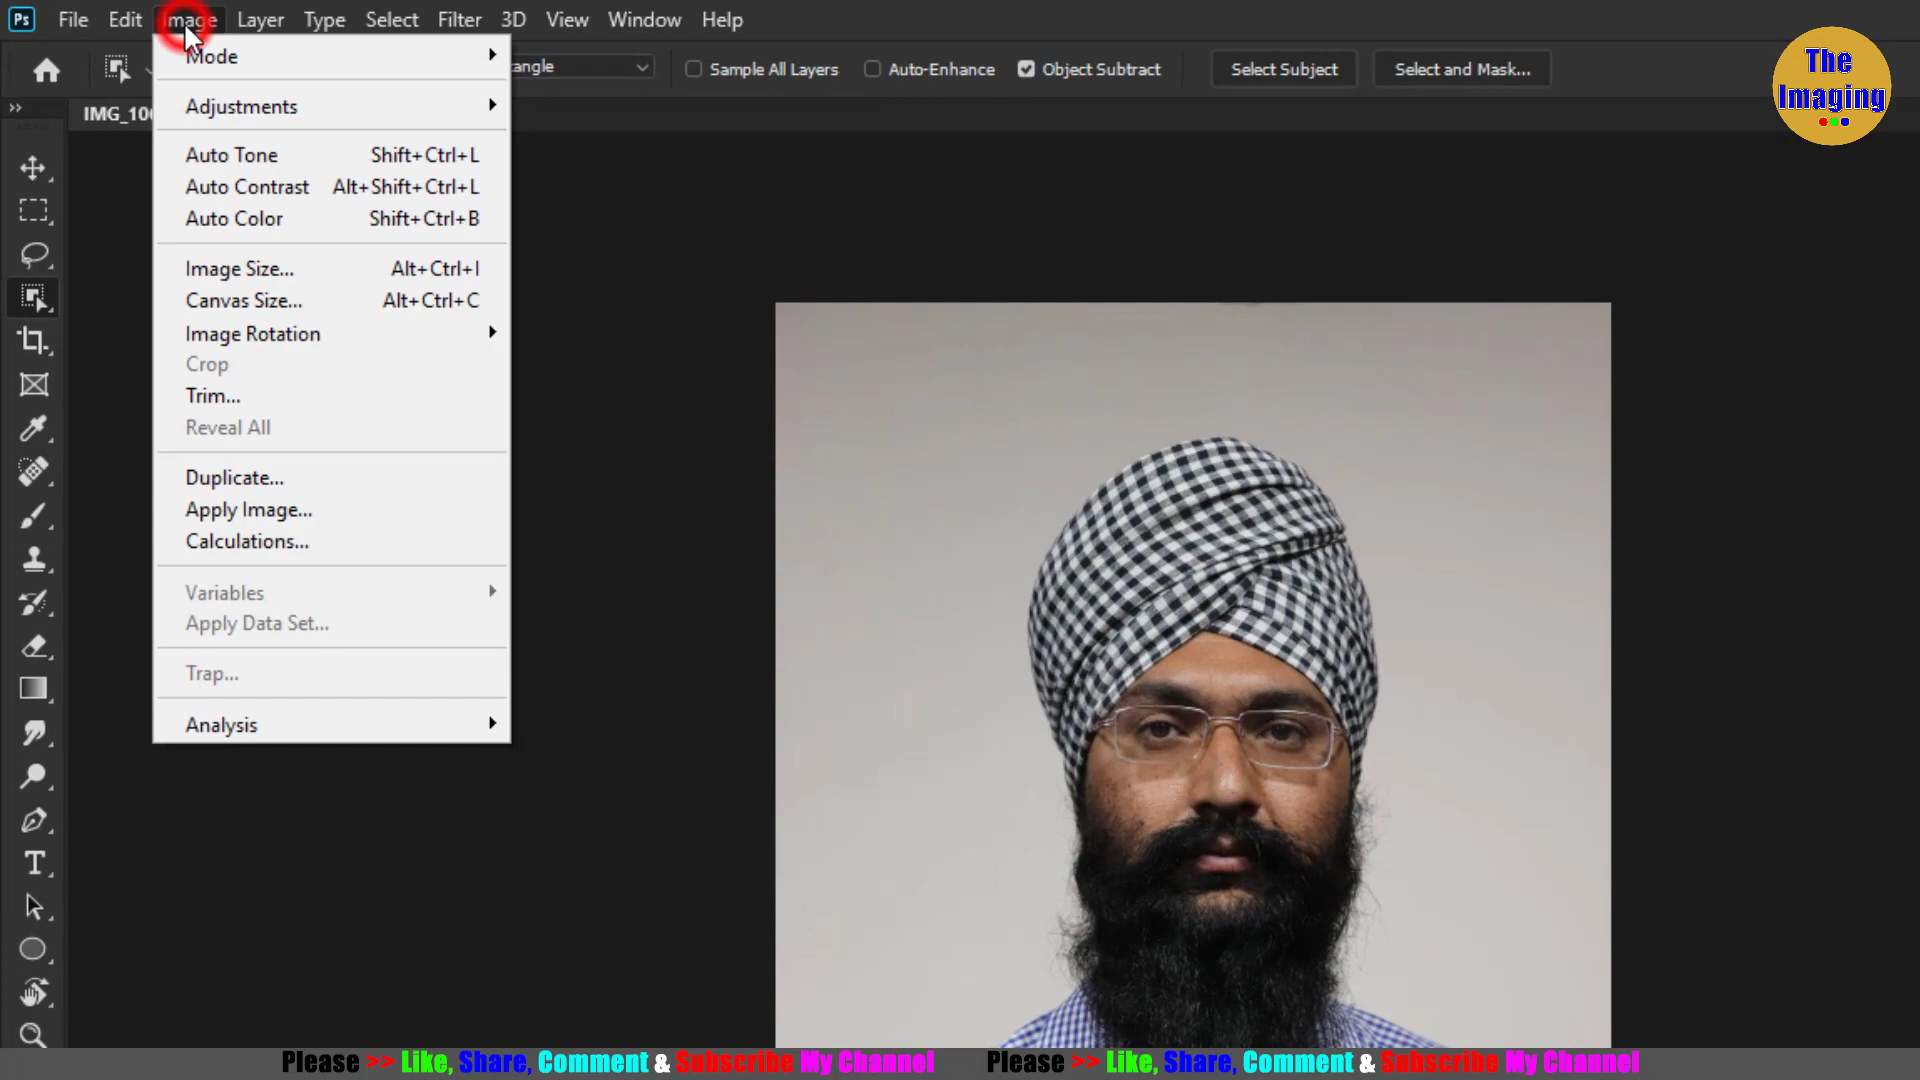 Ps File Edit Image Layer Type Select Filter 3D View Window Help
Sample All Layers Auto-Enhance Object Subtract Select Subject Select and Mask...
The
Imaging
Mode
Adjustments
Auto Tone Shift+Ctrl+L
Auto Contrast Alt+Shift+Ctrl+L
Auto Color Shift+Ctrl+B
Image Size... Alt+Ctrl+I
Canvas Size... Alt+Ctrl+C
Image Rotation
Crop
Trim...
Reveal All
Duplicate...
Apply Image...
Calculations...
Variables
Apply Data Set...
Trap...
Analysis
Please >> Like, Share, Comment & Subscribe My Channel Please >> Like, Share, Comment & Subscribe My Channel